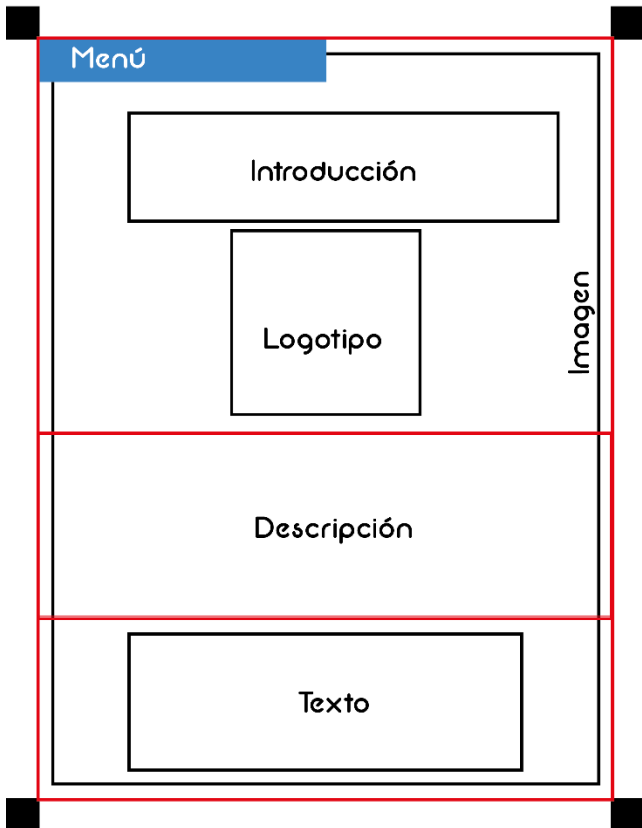 Menú
Introducción
Logotipo
Imagen
Descripción
Texto